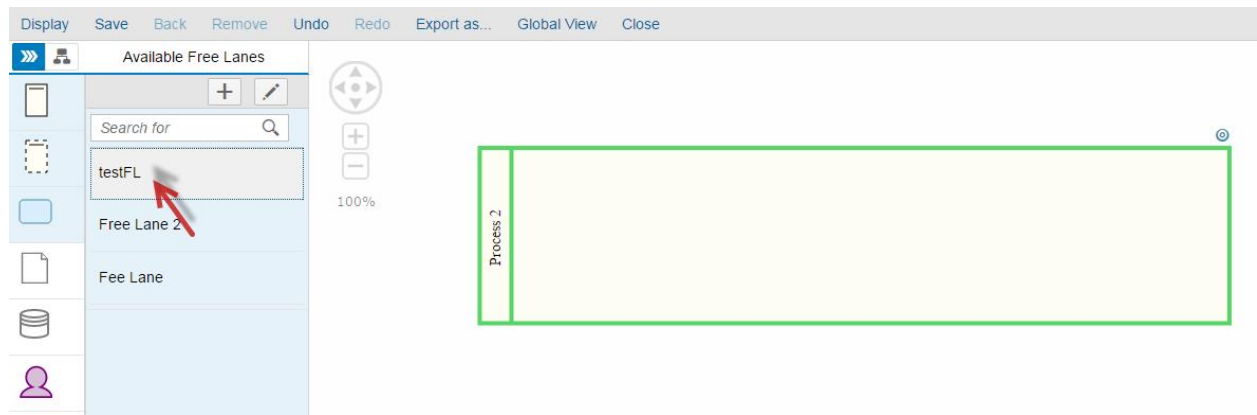 Display Save Back Remove Undo Redo Export as... Global View Close
Available Free Lanes
Search for
testFL
Free Lane 2
Fee Lane
100%
Process 2